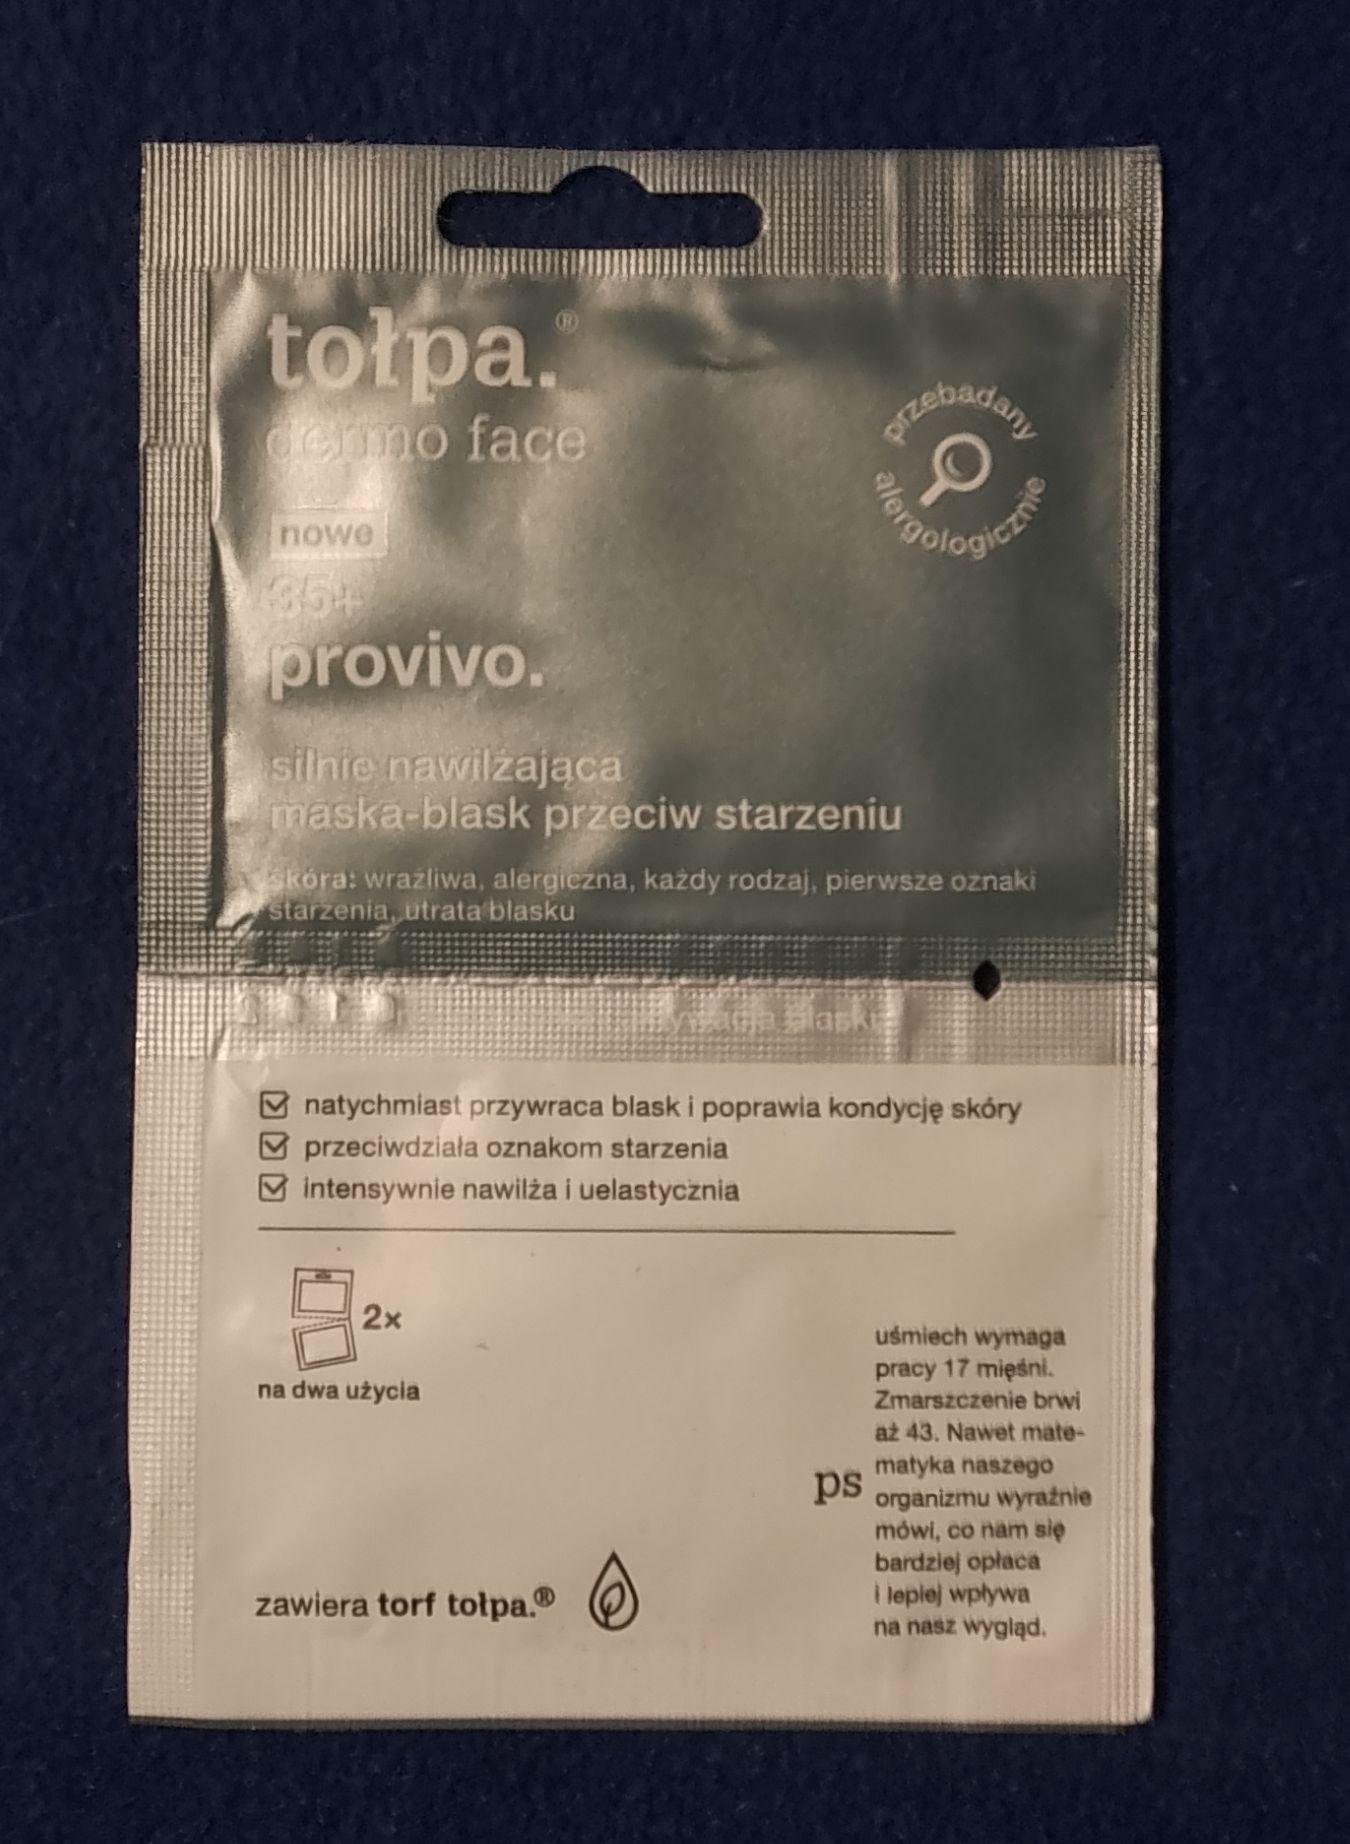 tołpa.®
dermo face
przebadany
alergologicznie
nowe
35+
provivo.
silnie nawilżająca
maska-blask przeciw starzeniu
skóra: wrażliwa, alergiczna, każdy rodzaj, pierwsze oznaki
starzenia, utrata blasku
blasku
natychmiast przywraca blask i poprawia kondycję skóry
przeciwdziała oznakom starzenia
intensywnie nawilża i uelastycznia
2x
na dwa użycia
zawiera torf tołpa.®
ps
uśmiech wymaga
pracy 17 mięśni.
Zmarszczenie brwi
aż 43. Nawet mate-
matyka naszego
organizmu wyraźnie
mówi, co nam się
bardziej opłaca
i lepiej wpływa
na nasz wygląd.